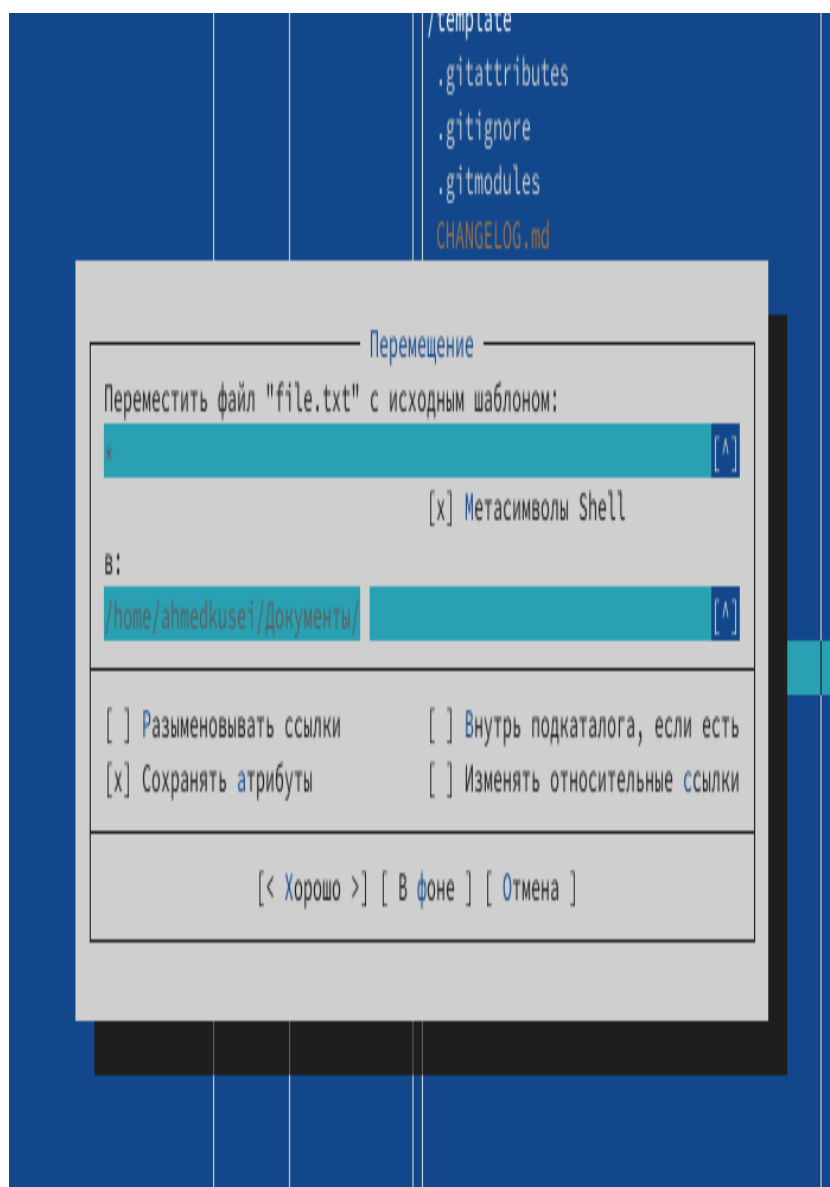 /template
.gitattributes
.gitignore
.gitmodules
CHANGELOG.md
Перемещение
Переместить файл "file.txt" с исходным шаблоном:
* [^]
[x] Метасимволы Shell
в:
/home/ahmedkusei/Документы/ [^]
[ ] Разыменовывать ссылки [ ] Внутрь подкаталога, если есть
[x] Сохранять атрибуты [ ] Изменять относительные ссылки
[< Хорошо >] [ В фоне ] [ Отмена ]